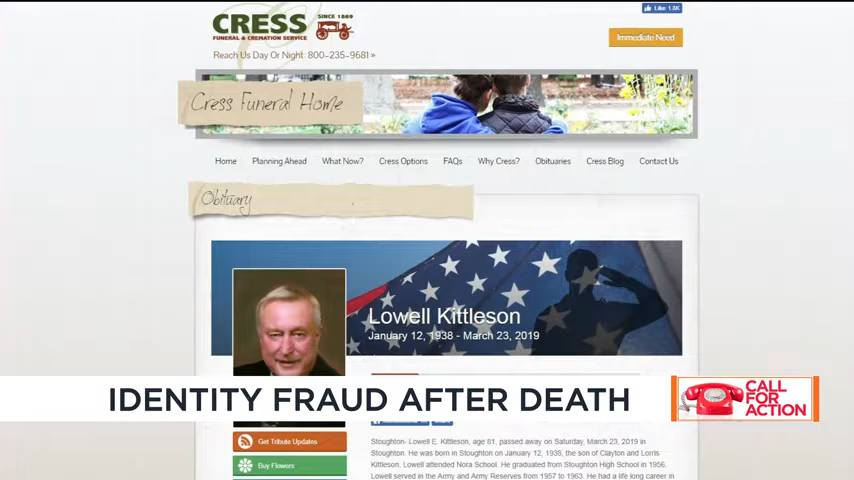 CRESS
SINCE 1869
FUNERAL & CREMATION SERVICE
Like 1.8K
Reach Us Day Or Night: 800-235-9681 »
Immediate Need
Cress Funeral Home
Home Planning Ahead What Now? Cress Options FAQs Why Cress? Obituaries Cress Blog Contact Us
Obituary
Lowell Kittleson
January 12, 1938 - March 23, 2019
IDENTITY FRAUD AFTER DEATH
CALL
FOR
ACTION
Get Tribute Updates
Buy Flowers
Stoughton- Lowell E. Kittleson, age 81, passed away on Saturday, March 23, 2019 in
Stoughton. He was born in Stoughton on January 12, 1938, the son of Clayton and Lorris
Kittleson. Lowell attended Nora School. He graduated from Stoughton High School in 1956.
Lowell served in the Army and Army Reserves from 1957 to 1963. He had a life long career in